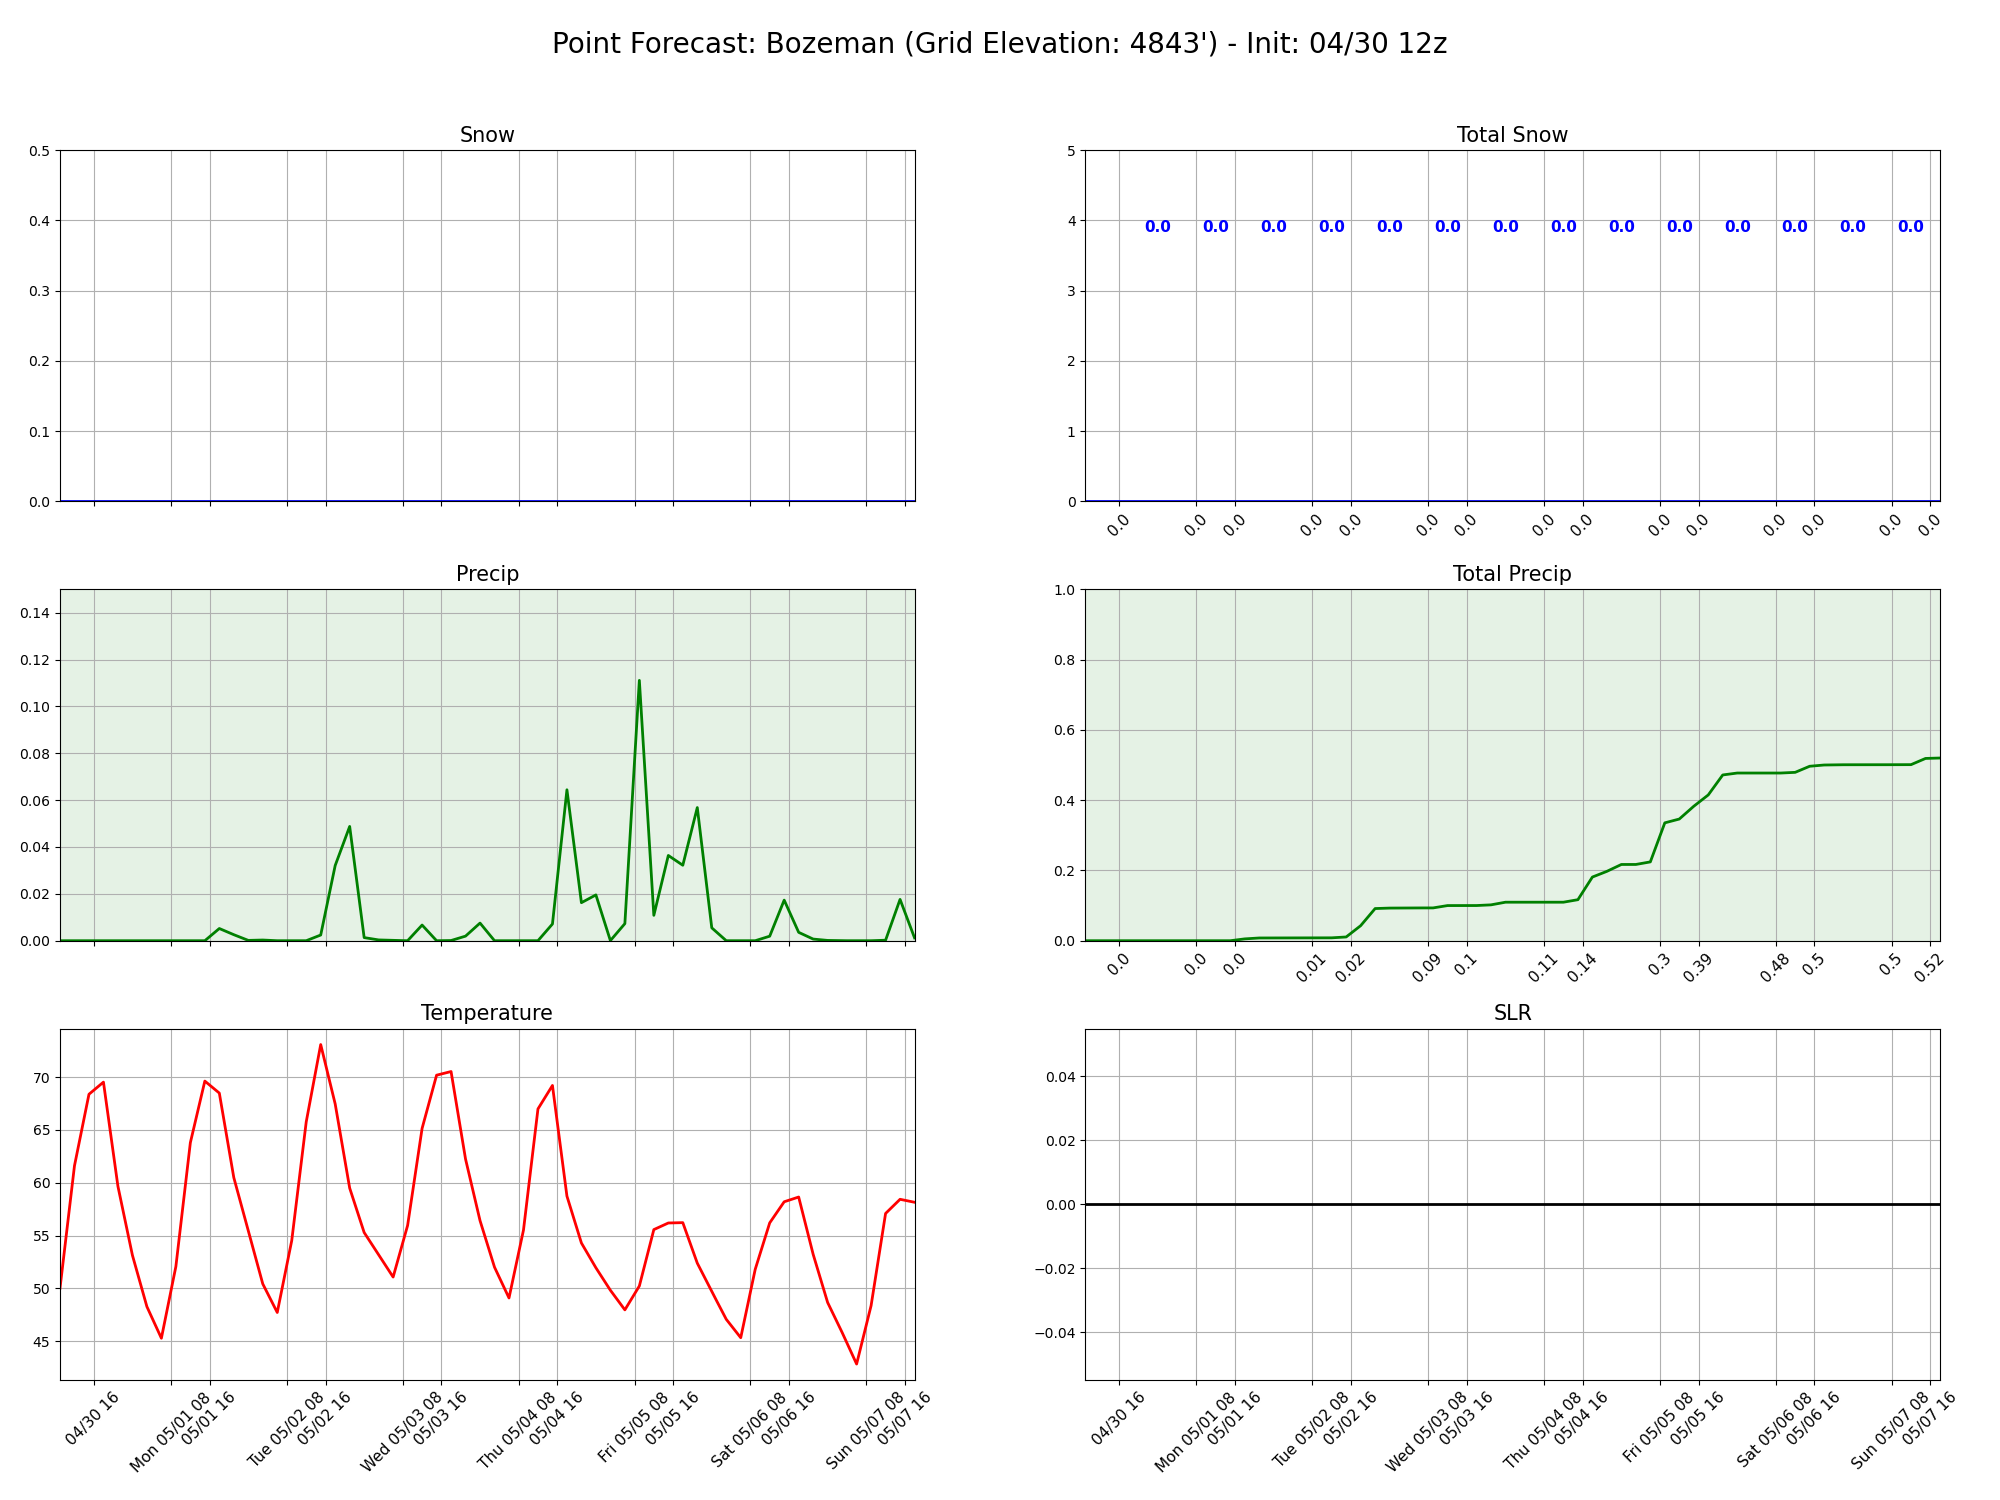 Point Forecast: Bozeman (Grid Elevation: 4843') - Init: 04/30 12z
Snow
0.5
0.4
0.3
0.2
0.1
0.0
Total Snow
5
4
3
2
1
0
0.0 0.0 0.0 0.0 0.0 0.0 0.0 0.0 0.0 0.0 0.0 0.0 0.0 0.0
0.0 0.0 0.0 0.0 0.0 0.0 0.0 0.0 0.0 0.0 0.0 0.0 0.0 0.0 0.0
Precip
0.14
0.12
0.10
0.08
0.06
0.04
0.02
0.00
Total Precip
1.0
0.8
0.6
0.4
0.2
0.0
0.0 0.0 0.0 0.01 0.02 0.09 0.1 0.11 0.14 0.3 0.39 0.48 0.5 0.5 0.52
Temperature
70
65
60
55
50
45
04/30 16
Mon 05/01 08
05/01 16
Tue 05/02 08
05/02 16
Wed 05/03 08
05/03 16
Thu 05/04 08
05/04 16
Fri 05/05 08
05/05 16
Sat 05/06 08
05/06 16
Sun 05/07 08
05/07 16
SLR
0.04
0.02
0.00
−0.02
−0.04
04/30 16
Mon 05/01 08
05/01 16
Tue 05/02 08
05/02 16
Wed 05/03 08
05/03 16
Thu 05/04 08
05/04 16
Fri 05/05 08
05/05 16
Sat 05/06 08
05/06 16
Sun 05/07 08
05/07 16